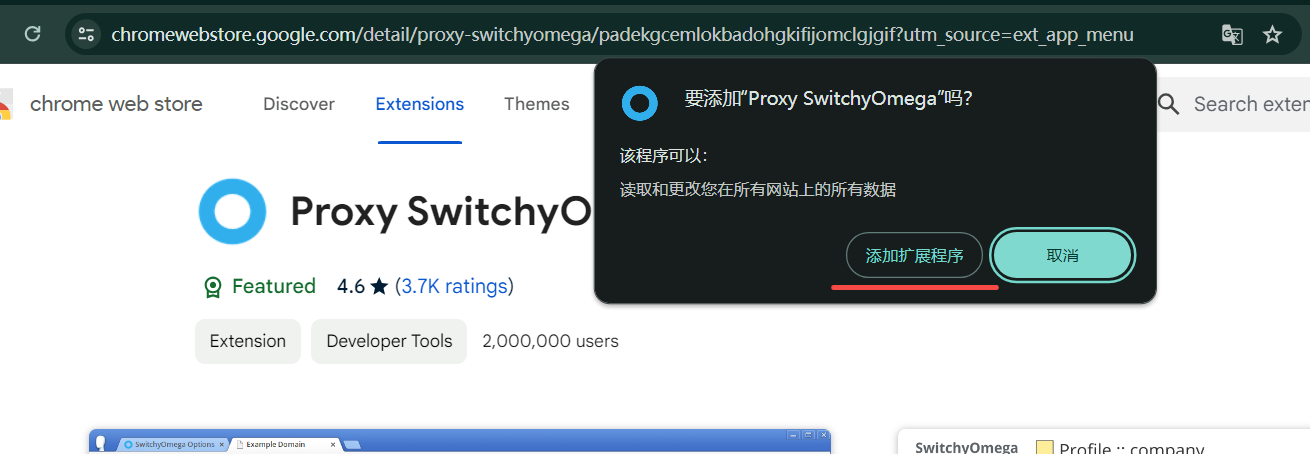 chromewebstore.google.com/detail/proxy-switchyomega/padekgcemlokbadohgkifijomclgjgif?utm_source=ext_app_menu
chrome web store
Discover
Extensions
Themes
Search exten
要添加"Proxy SwitchyOmega"吗？
该程序可以：
读取和更改您在所有网站上的所有数据
添加扩展程序
取消
Proxy SwitchyO
Featured
4.6 ★ (3.7K ratings)
Extension
Developer Tools
2,000,000 users
SwitchyOmega Options
Example Domain
SwitchyOmega
Profile :: company